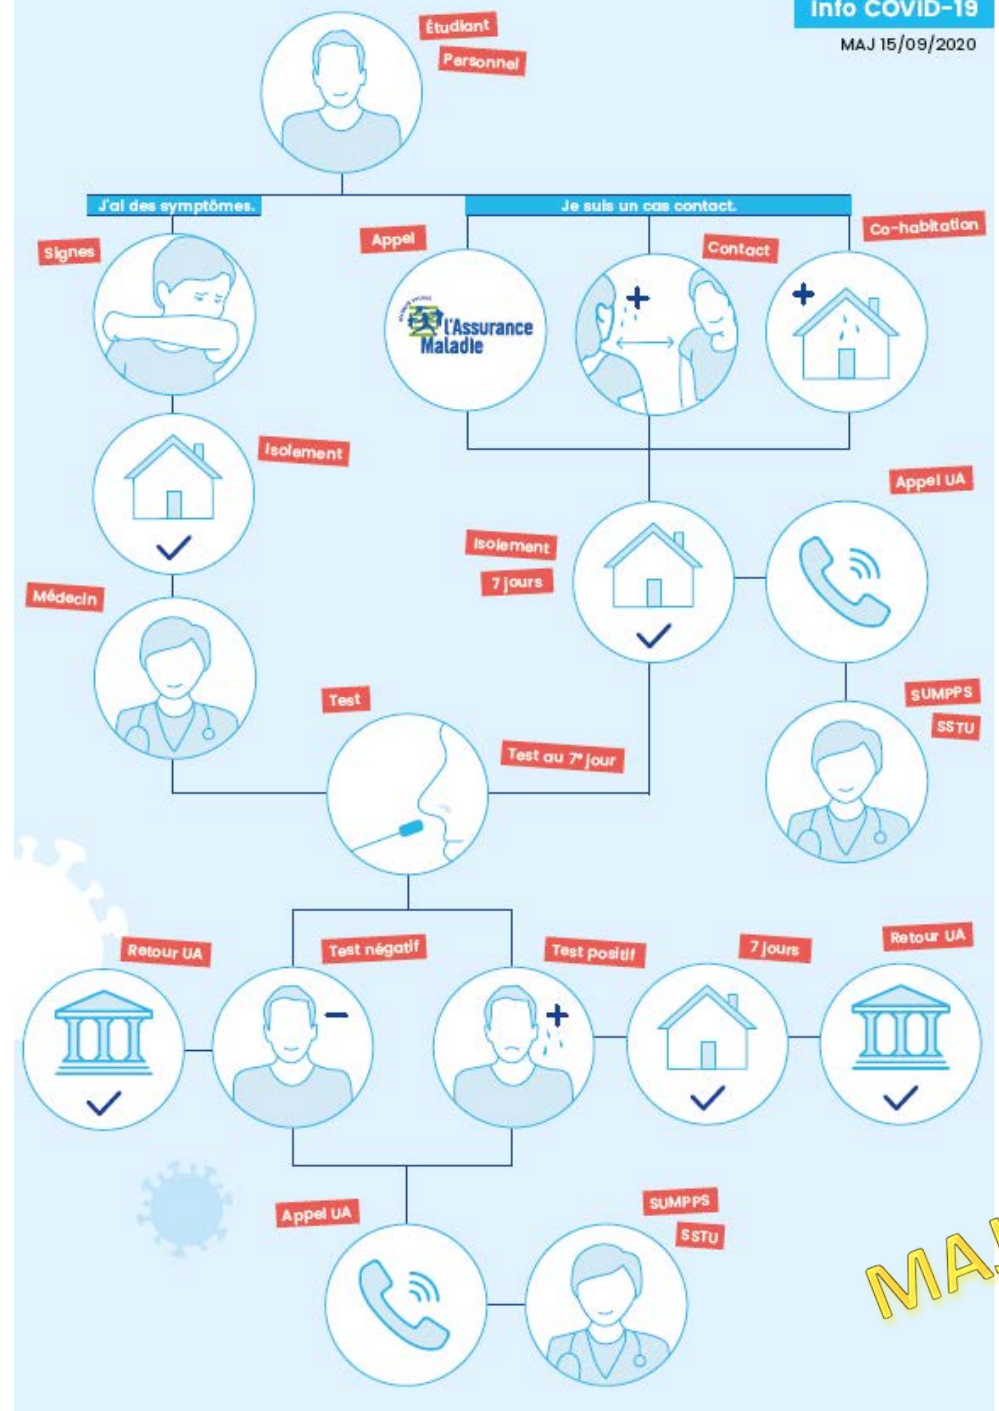 Info COVID-19
MAJ 15/09/2020
Étudiant
Personnel
J'ai des symptômes.
Je suis un cas contact.
Signes
Appel
Contact
Co-habitation
l'Assurance
Maladie
Isolement
Appel UA
Isolement
7 jours
Médecin
Test
Test au 7e jour
SUMPPS
SSTU
Retour UA
Test négatif
Test positif
7 jours
Retour UA
Appel UA
SUMPPS
SSTU
MAJ